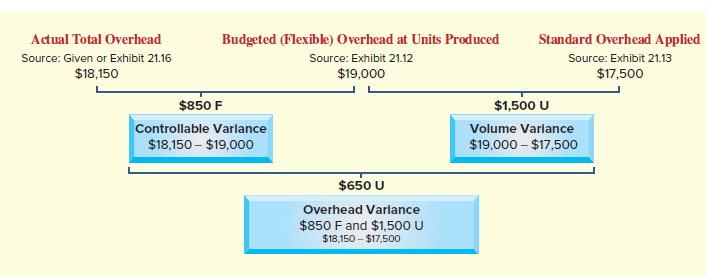 Actual Total Overhead
Source: Given or Exhibit 21.16
$18,150
Budgeted (Flexible) Overhead at Units Produced
Source: Exhibit 21.12
$19,000
Standard Overhead Applied
Source: Exhibit 21.13
$17,500
$850 F
Controllable Variance
$18,150 – $19,000
$1,500 U
Volume Variance
$19,000 – $17,500
$650 U
Overhead Variance
$850 F and $1,500 U
$18,150 – $17,500